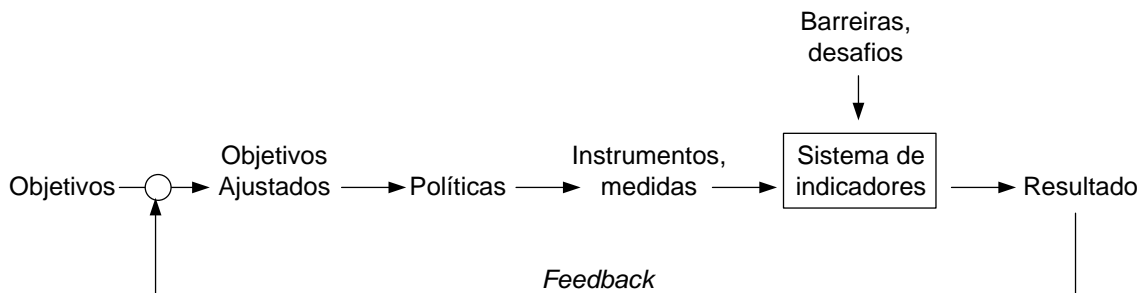 Barreiras,
desafios
Objetivos
Objetivos
Ajustados
Políticas
Instrumentos,
medidas
Sistema de
indicadores
Resultado
Feedback